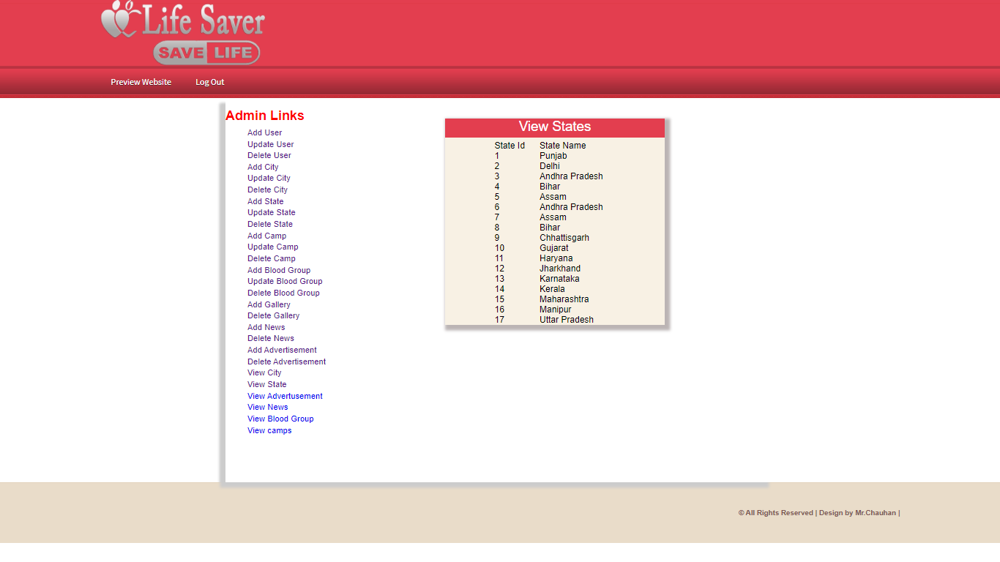 Life Saver
SAVE LIFE
Preview Website Log Out
Admin Links
Add User
Update User
Delete User
Add City
Update City
Delete City
Add State
Update State
Delete State
Add Camp
Update Camp
Delete Camp
Add Blood Group
Update Blood Group
Delete Blood Group
Add Gallery
Delete Gallery
Add News
Delete News
Add Advertisement
Delete Advertisement
View City
View State
View Advertusement
View News
View Blood Group
View camps
View States
State Id State Name
1 Punjab
2 Delhi
3 Andhra Pradesh
4 Bihar
5 Assam
6 Andhra Pradesh
7 Assam
8 Bihar
9 Chhattisgarh
10 Gujarat
11 Haryana
12 Jharkhand
13 Karnataka
14 Kerala
15 Maharashtra
16 Manipur
17 Uttar Pradesh
© All Rights Reserved | Design by Mr.Chauhan |